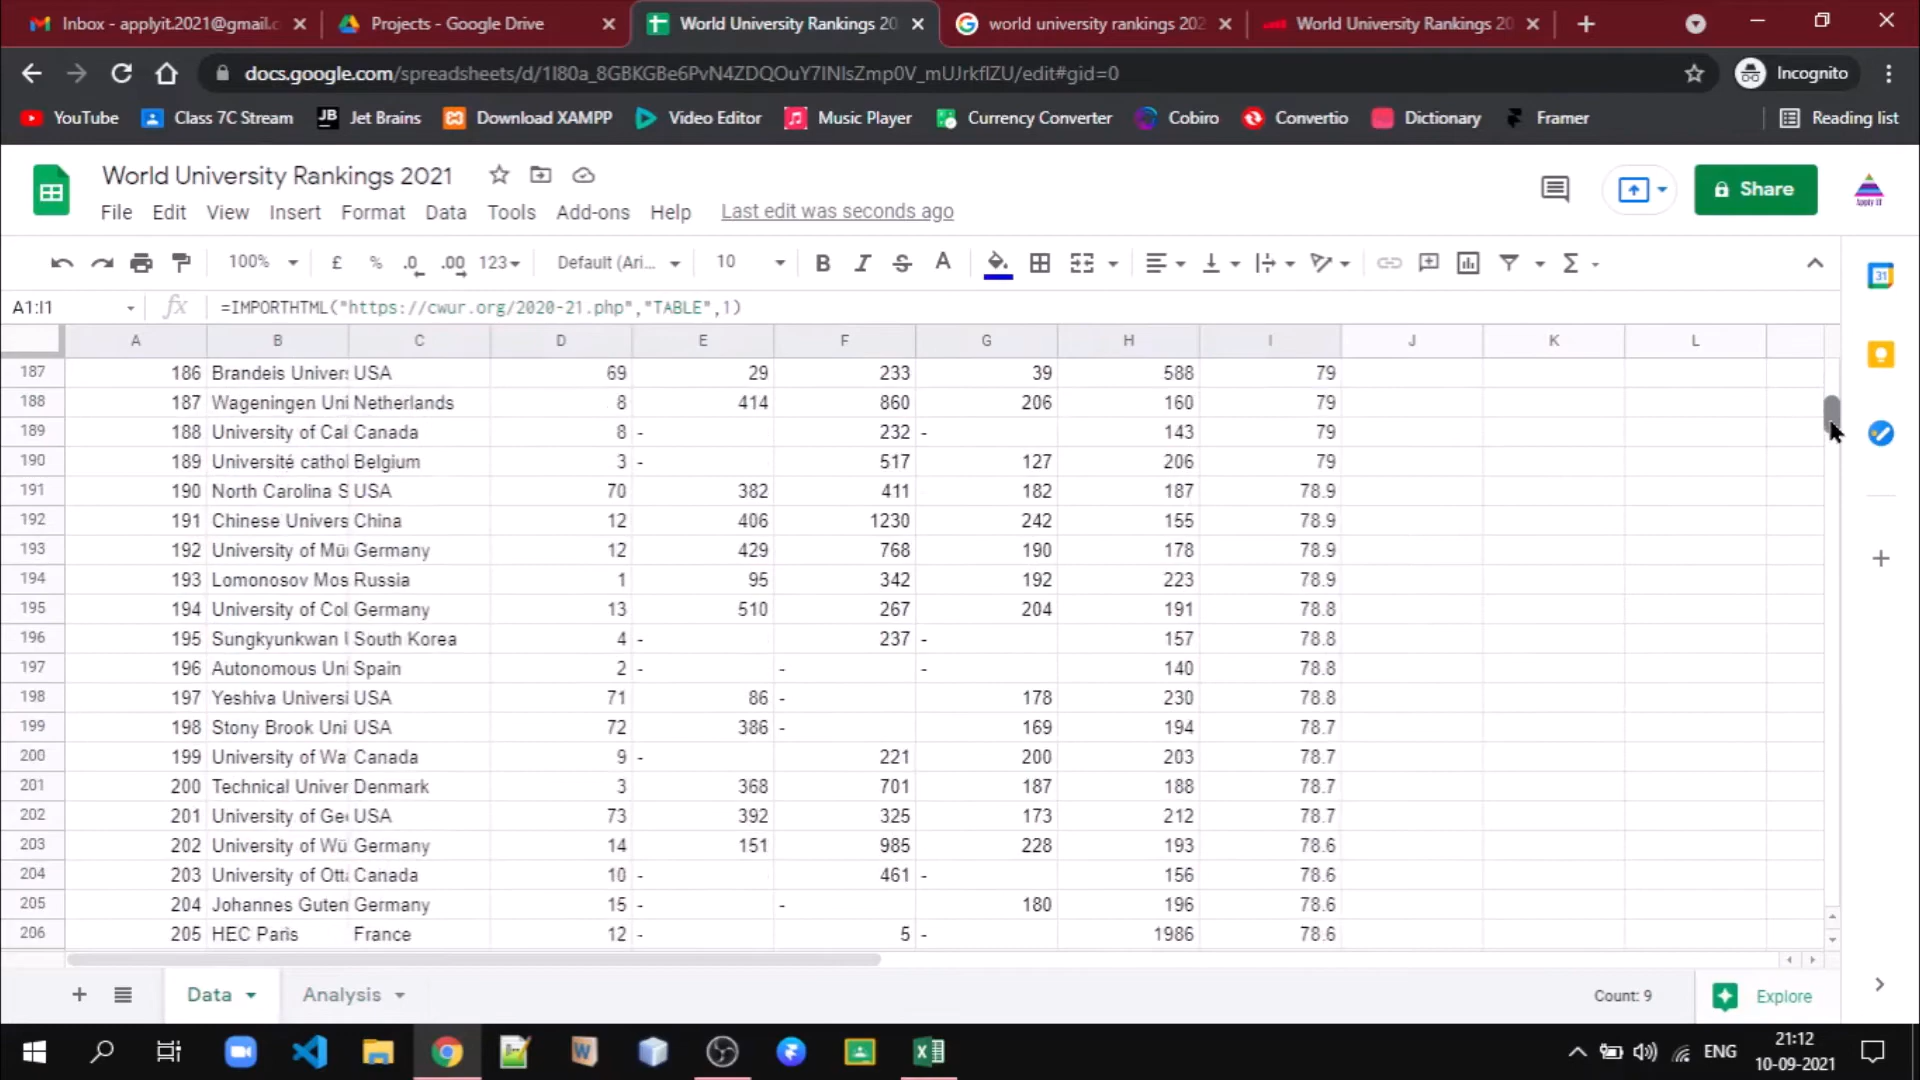 Inbox - applyit.2021@gmail.c
Projects - Google Drive
World University Rankings 20
world university rankings 202
World University Rankings 20
docs.google.com/spreadsheets/d/1I80a_8GBKGBe6PvN4ZDQOuY7INIsZmp0V_mUJrkflZU/edit#gid=0
Incognito
YouTube
Class 7C Stream
JB Jet Brains
Download XAMPP
Video Editor
Music Player
Currency Converter
Cobiro
Convertio
Dictionary
Framer
Reading list
World University Rankings 2021
Share
Apply IT
File Edit View Insert Format Data Tools Add-ons Help Last edit was seconds ago
100% £ % .0 .00 123 Default (Ari... 10 B I S A Σ
31
A1:I1 fx =IMPORTHTML("https://cwur.org/2020-21.php","TABLE",1)
A B C D E F G H I J K L
187 186 Brandeis Univer USA 69 29 233 39 588 79
188 187 Wageningen Uni Netherlands 8 414 860 206 160 79
189 188 University of Cal Canada 8 - 232 - 143 79
190 189 Université cathol Belgium 3 - 517 127 206 79
191 190 North Carolina S USA 70 382 411 182 187 78.9
192 191 Chinese Univers China 12 406 1230 242 155 78.9
193 192 University of Mü Germany 12 429 768 190 178 78.9
194 193 Lomonosov Mos Russia 1 95 342 192 223 78.9
195 194 University of Col Germany 13 510 267 204 191 78.8
196 195 Sungkyunkwan U South Korea 4 - 237 - 157 78.8
197 196 Autonomous Uni Spain 2 - - - 140 78.8
198 197 Yeshiva Universi USA 71 86 - 178 230 78.8
199 198 Stony Brook Uni USA 72 386 - 169 194 78.7
200 199 University of Wa Canada 9 - 221 200 203 78.7
201 200 Technical Univer Denmark 3 368 701 187 188 78.7
202 201 University of Ge USA 73 392 325 173 212 78.7
203 202 University of Wü Germany 14 151 985 228 193 78.6
204 203 University of Ott Canada 10 - 461 - 156 78.6
205 204 Johannes Guten Germany 15 - - 180 196 78.6
206 205 HEC Paris France 12 - 5 - 1986 78.6
Data Analysis Count: 9 Explore
ENG 21:12
10-09-2021